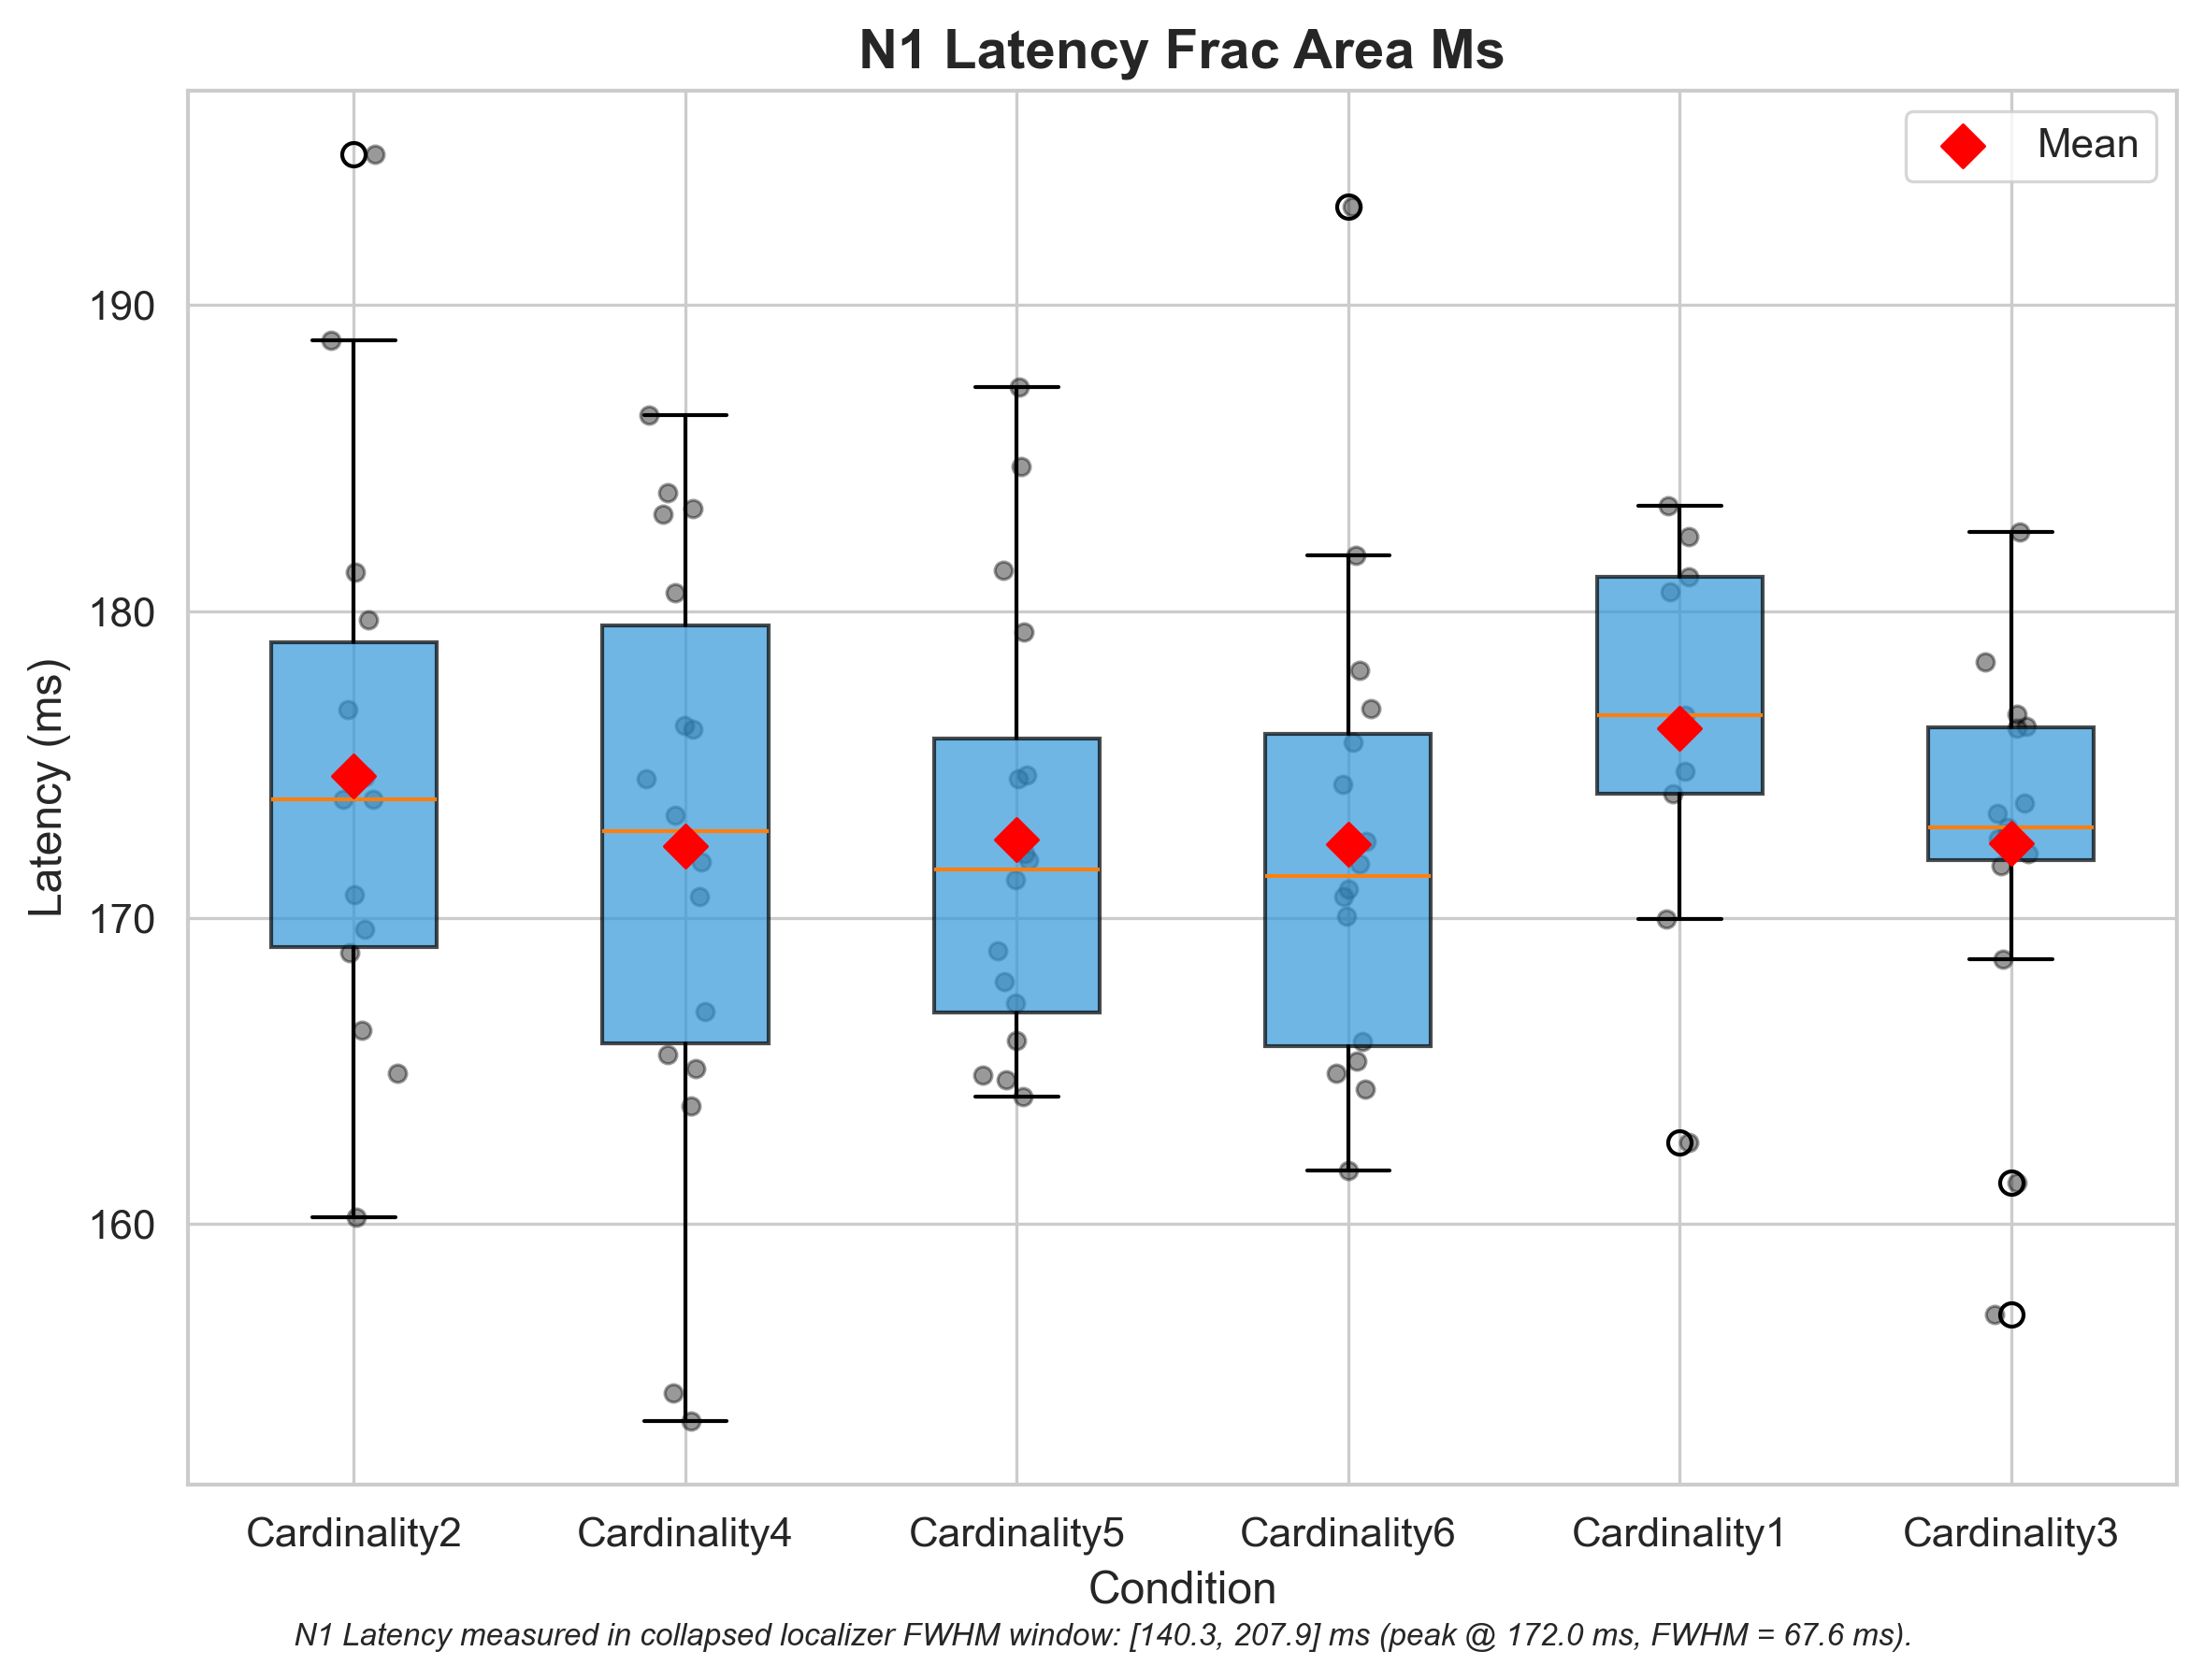 N1 Latency Frac Area Ms
Mean
190
180
170
160
Latency (ms)
Cardinality2 Cardinality4 Cardinality5 Cardinality6 Cardinality1 Cardinality3
Condition
N1 Latency measured in collapsed localizer FWHM window: [140.3, 207.9] ms (peak @ 172.0 ms, FWHM = 67.6 ms).